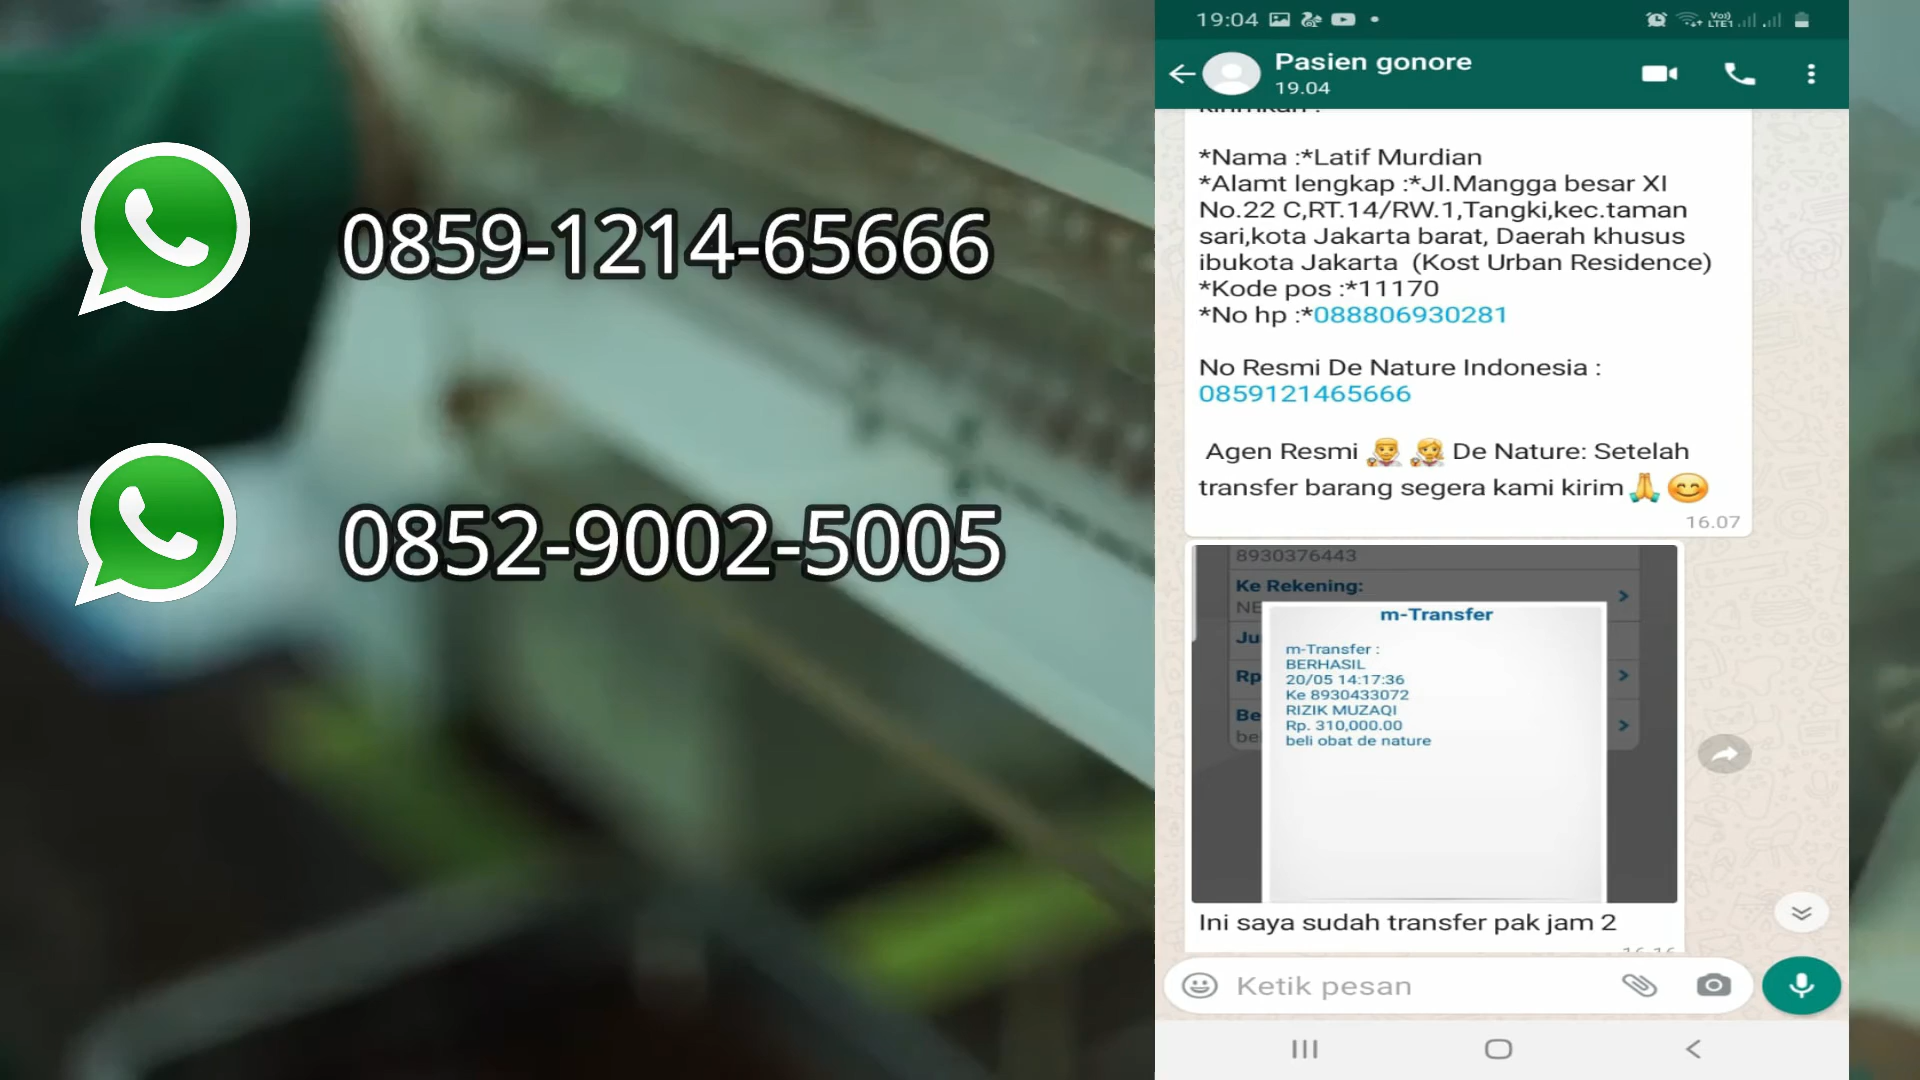 0859-1214-65666
0852-9002-5005
19:04
Pasien gonore
19.04
*Nama :*Latif Murdian
*Alamt lengkap :*Jl.Mangga besar XI
No.22 C,RT.14/RW.1,Tangki,kec.taman
sari,kota Jakarta barat, Daerah khusus
ibukota Jakarta (Kost Urban Residence)
*Kode pos :*11170
*No hp :*088806930281
No Resmi De Nature Indonesia :
0859121465666
Agen Resmi 👨‍⚕️ 👩‍⚕️ De Nature: Setelah
transfer barang segera kami kirim🙏😊
16.07
8930376443
Ke Rekening:
NE
m-Transfer
Ju
m-Transfer :
BERHASIL
20/05 14:17:36
Rp
Ke 8930433072
RIZIK MUZAQI
Be
Rp. 310,000.00
be
beli obat de nature
Ini saya sudah transfer pak jam 2
Ketik pesan